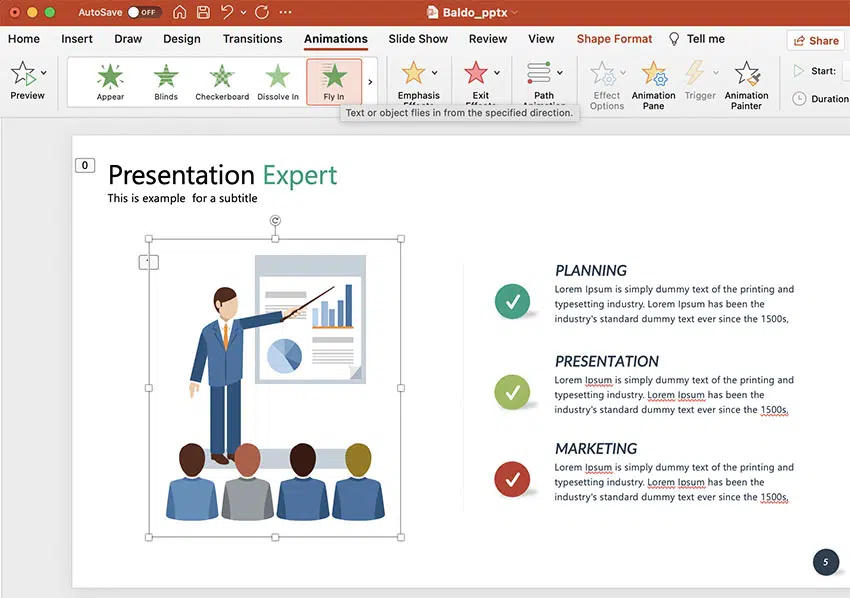 AutoSave OFF
Baldo_pptx
Home Insert Draw Design Transitions Animations Slide Show Review View Shape Format Tell me
Share
Preview
Appear Blinds Checkerboard Dissolve In Fly In
Emphasis
Exit
Path
Effect
Options
Animation
Pane
Trigger
Animation
Painter
Start:
Duration
Text or object flies in from the specified direction.
0
Presentation Expert
This is example for a subtitle
PLANNING
Lorem Ipsum is simply dummy text of the printing and
typesetting industry. Lorem Ipsum has been the
industry's standard dummy text ever since the 1500s,
PRESENTATION
Lorem Ipsum is simply dummy text of the printing and
typesetting industry. Lorem Ipsum has been the
industry's standard dummy text ever since the 1500s,
MARKETING
Lorem Ipsum is simply dummy text of the printing and
typesetting industry. Lorem Ipsum has been the
industry's standard dummy text ever since the 1500s,
5